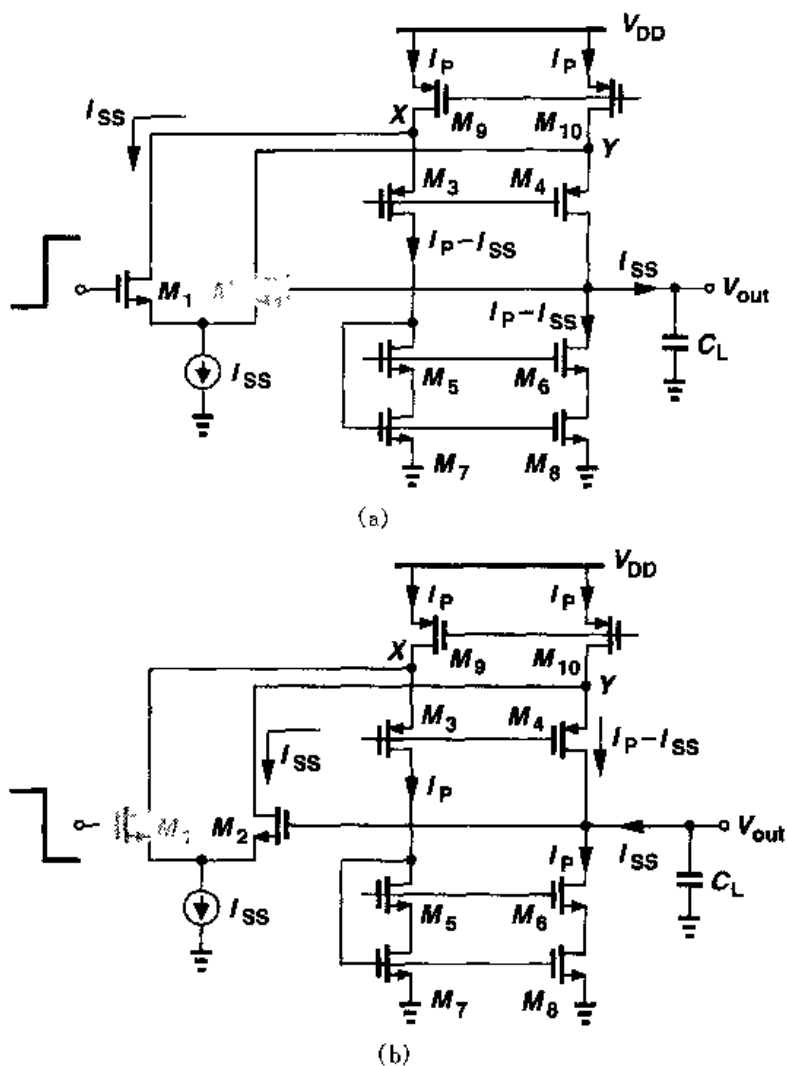 V_DD
I_P I_P
I_SS
X
M_9 M_10
Y
M_3 M_4
I_P−I_SS
I_SS
M_1
V_out
I_P−I_SS
C_L
I_SS
M_5 M_6
M_7 M_8
(a)
V_DD
I_P I_P
X
M_9 M_10
Y
M_3 M_4
I_P−I_SS
I_SS
I_P
M_2
V_out
I_P
I_SS
C_L
I_SS
M_5 M_6
M_7 M_8
(b)